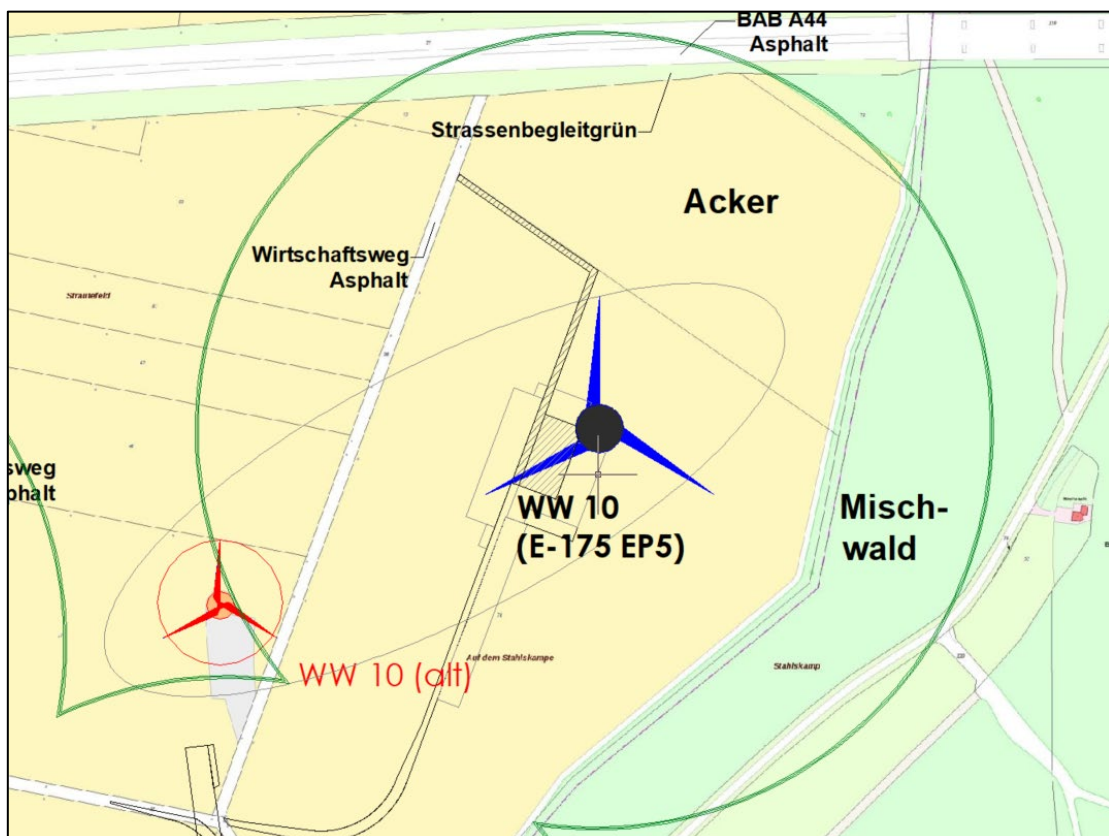 BAB A44
Asphalt
Strassenbegleitgrün
Acker
Wirtschaftsweg
Asphalt
WW 10
(E-175 EP5)
Misch-
wald
sweg
phalt
WW 10 (alt)
Auf dem Stahlskampe
Stahlskamp